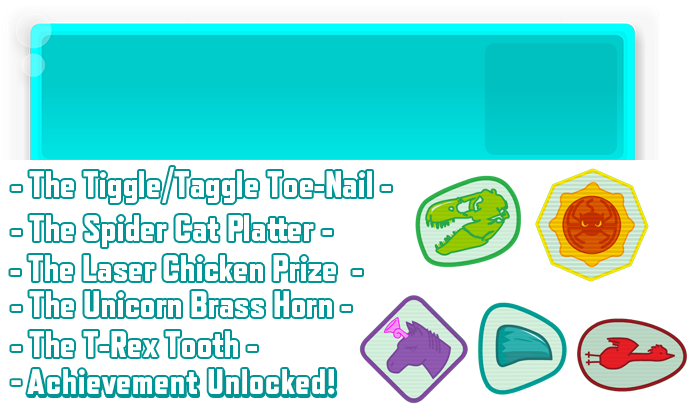 - The Tiggle/Taggle Toe-Nail -
- The Spider Cat Platter -
- The Laser Chicken Prize -
- The Unicorn Brass Horn -
- The T-Rex Tooth -
- Achievement Unlocked!